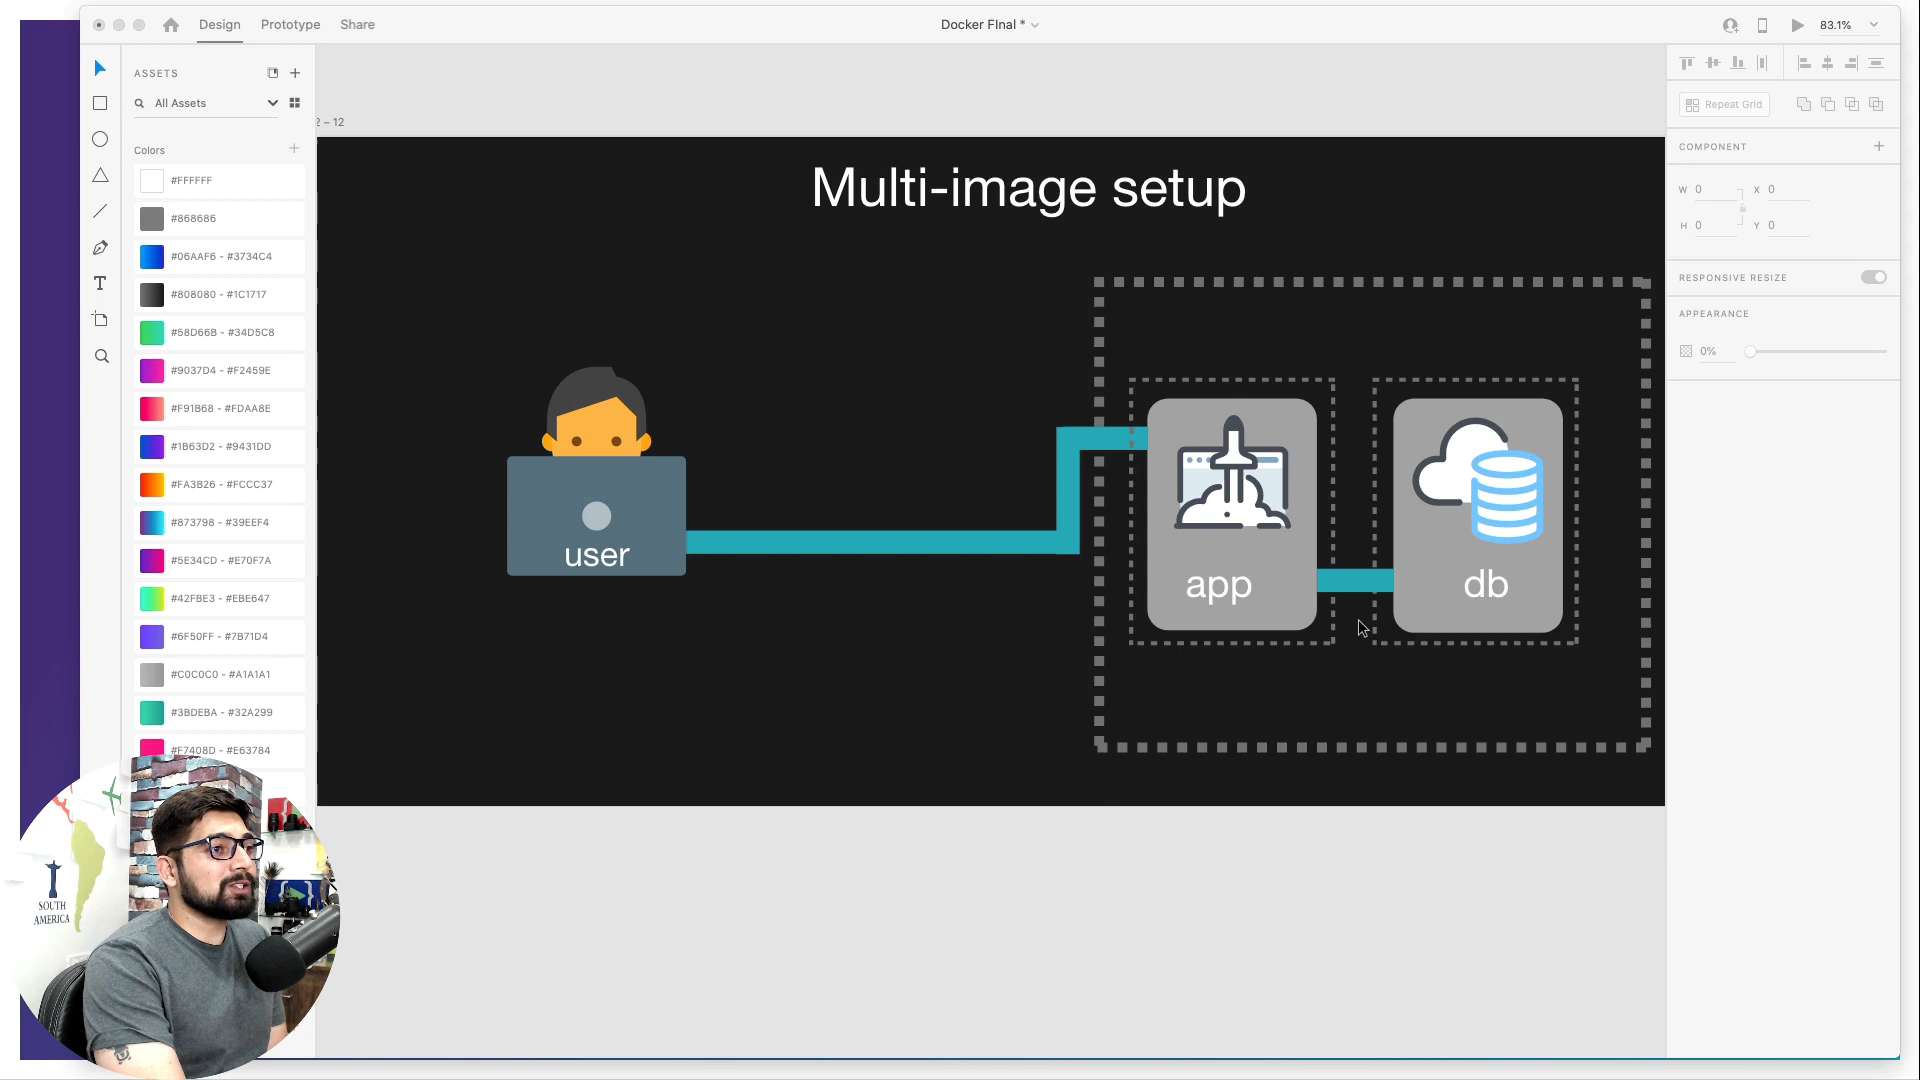 Design
Prototype
Share
Docker FInal *
83.1%
ASSETS
All Assets
Colors
#FFFFFF
#868686
#06AAF6 - #3734C4
#808080 - #1C1717
#58D66B - #34D5C8
#9037D4 - #F2459E
#F91B68 - #FDAA8E
#1B63D2 - #9431DD
#FA3B26 - #FCCC37
#873798 - #39EEF4
#5E34CD - #E70F7A
#42FBE3 - #EBE647
#6F50FF - #7B71D4
#C0C0C0 - #A1A1A1
#3BDEBA - #32A299
#F7408D - #E63784
2 – 12
Multi-image setup
user
app
db
Repeat Grid
COMPONENT
W 0 X 0
H 0 Y 0
RESPONSIVE RESIZE
APPEARANCE
0%
SOUTH
AMERICA